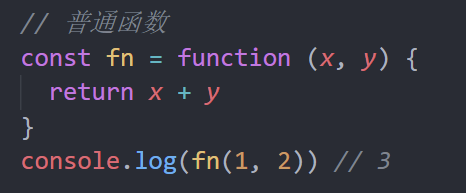 // 普通函数
const fn = function (x, y) {
  return x + y
}
console.log(fn(1, 2)) // 3